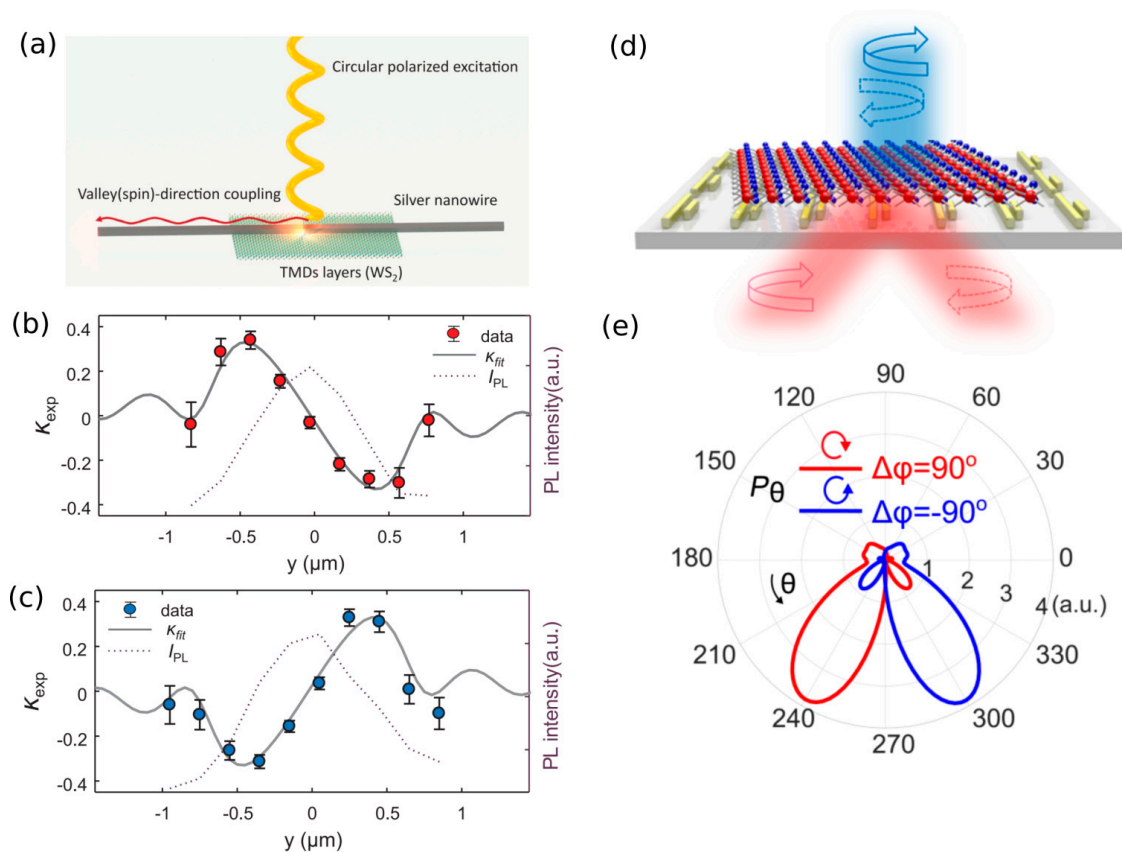 (a)
Circular polarized excitation
Valley(spin)-direction coupling
Silver nanowire
TMDs layers (WS₂)
(b)
0.4
0.2
0
-0.2
-0.4
κexp
data
κfit
IPL
PL intensity(a.u.)
-1
-0.5
0
0.5
1
y (μm)
(c)
0.4
0.2
0
-0.2
-0.4
κexp
data
κfit
IPL
PL intensity(a.u.)
-1
-0.5
0
0.5
1
y (μm)
(d)
(e)
90
120
60
150
30
Δφ=90°
Pθ
Δφ=-90°
180
0
θ
1
2
3
4 (a.u.)
210
330
240
300
270